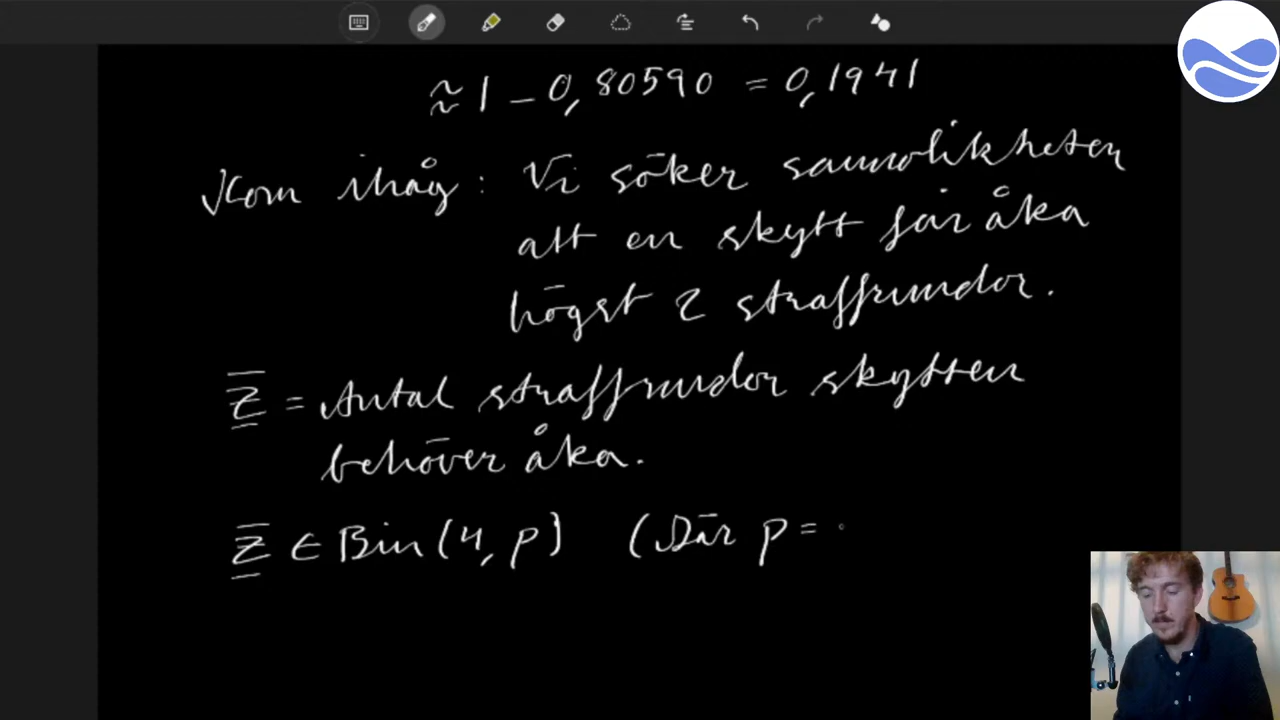 ≈ 1 - 0,80590 = 0,1941
Kom ihåg: Vi söker sannolikheten
att en skytt får åka
högst 2 straffrundor.
Z = Antal straffrundor skytten
behöver åka.
Z ∈ Bin(4, p) (Där p =